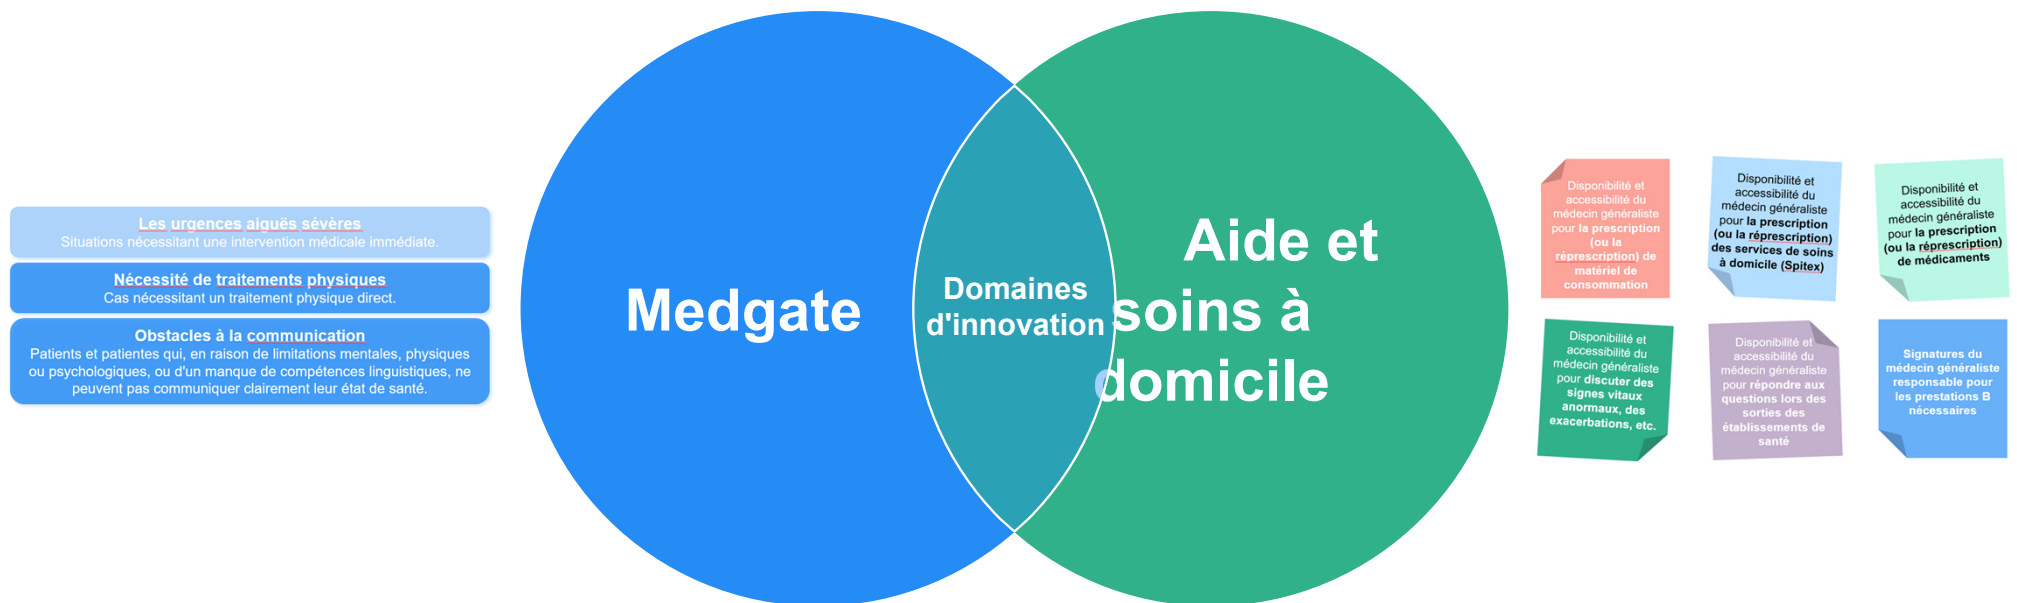 Les urgences aiguës sévères
Situations nécessitant une intervention médicale immédiate.
Nécessité de traitements physiques
Cas nécessitant un traitement physique direct.
Obstacles à la communication
Patients et patientes qui, en raison de limitations mentales, physiques
ou psychologiques, ou d'un manque de compétences linguistiques, ne
peuvent pas communiquer clairement leur état de santé.
Medgate
Domaines
d'innovation
Aide et
soins à
domicile
Disponibilité et
accessibilité du
médecin généraliste
pour la prescription
(ou la
réprescription) de
matériel de
consommation
Disponibilité et
accessibilité du
médecin généraliste
pour la prescription
(ou la réprescription)
des services de soins
à domicile (Spitex)
Disponibilité et
accessibilité du
médecin généraliste
pour la prescription
(ou la réprescription)
de médicaments
Disponibilité et
accessibilité du
médecin généraliste
pour discuter des
signes vitaux
anormaux, des
exacerbations, etc.
Disponibilité et
accessibilité du
médecin généraliste
pour répondre aux
questions lors des
sorties des
établissements de
santé
Signatures du
médecin généraliste
responsable pour
les prestations B
nécessaires